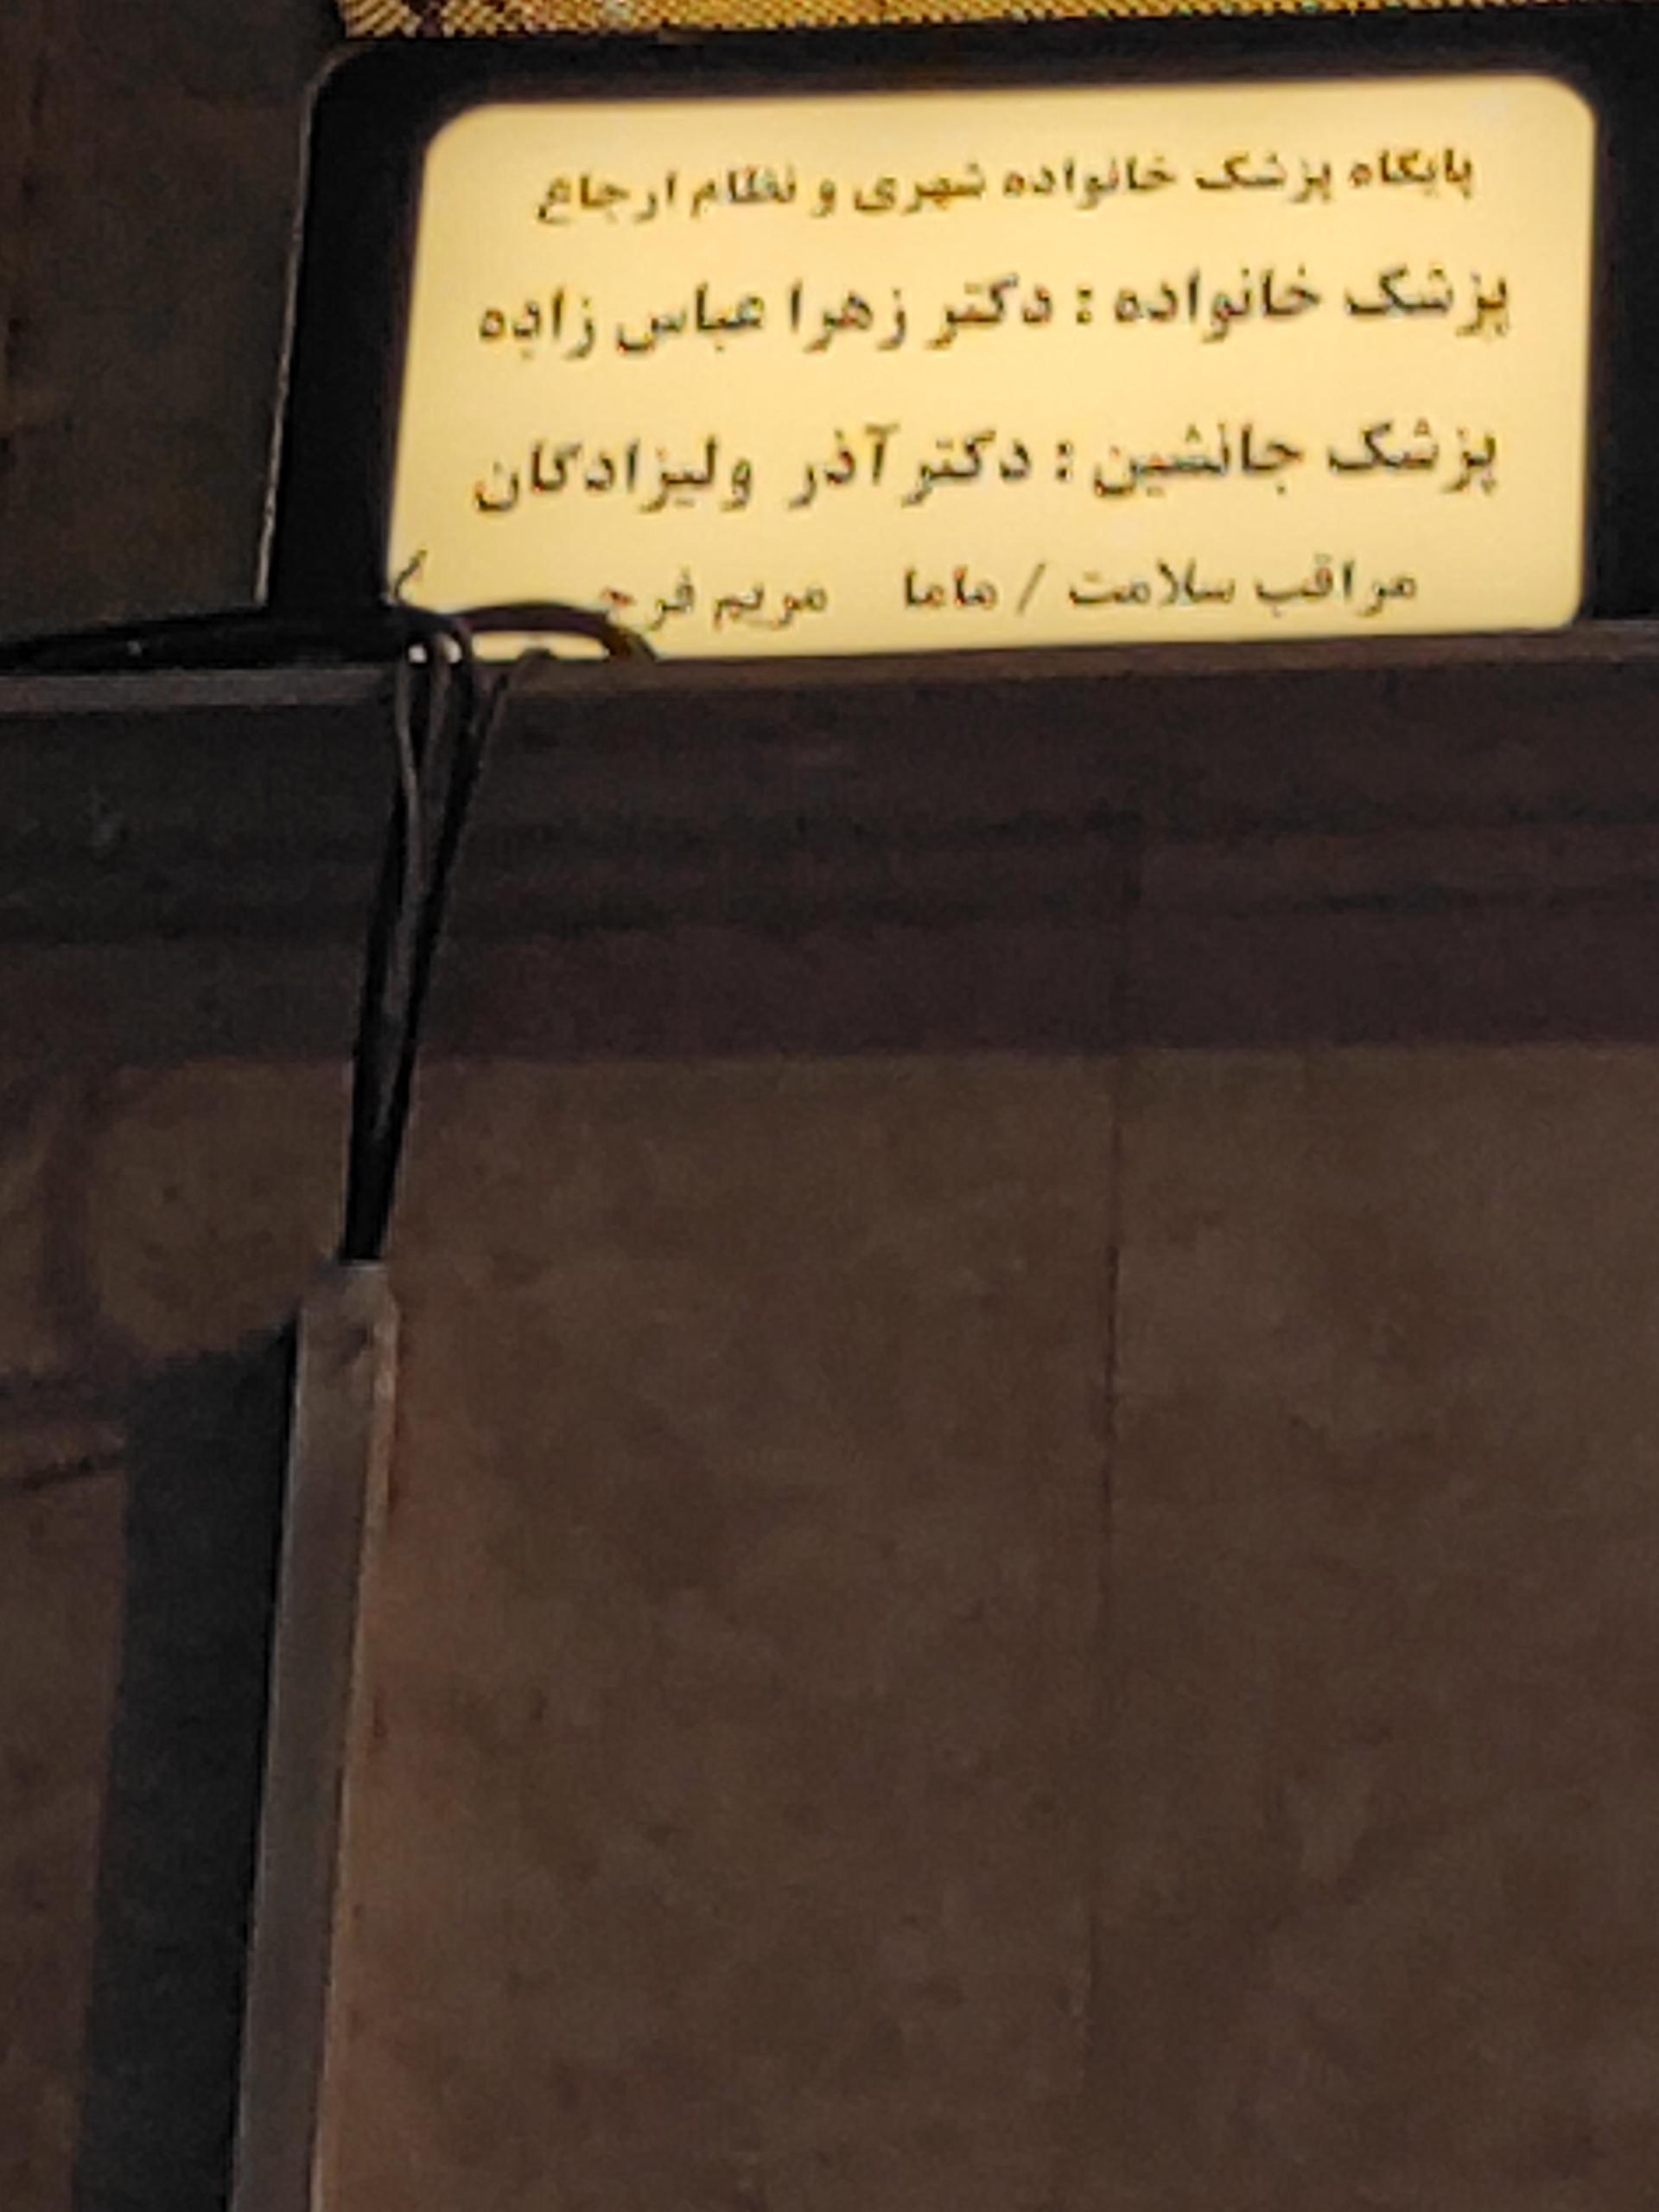 پایگاه پزشک خانواده شهری و نظام ارجاع
پزشک خانواده : دکتر زهرا عباس زاده
پزشک جانشین : دکتر آذر ولیزادگان
مراقب سلامت / ماما مریم